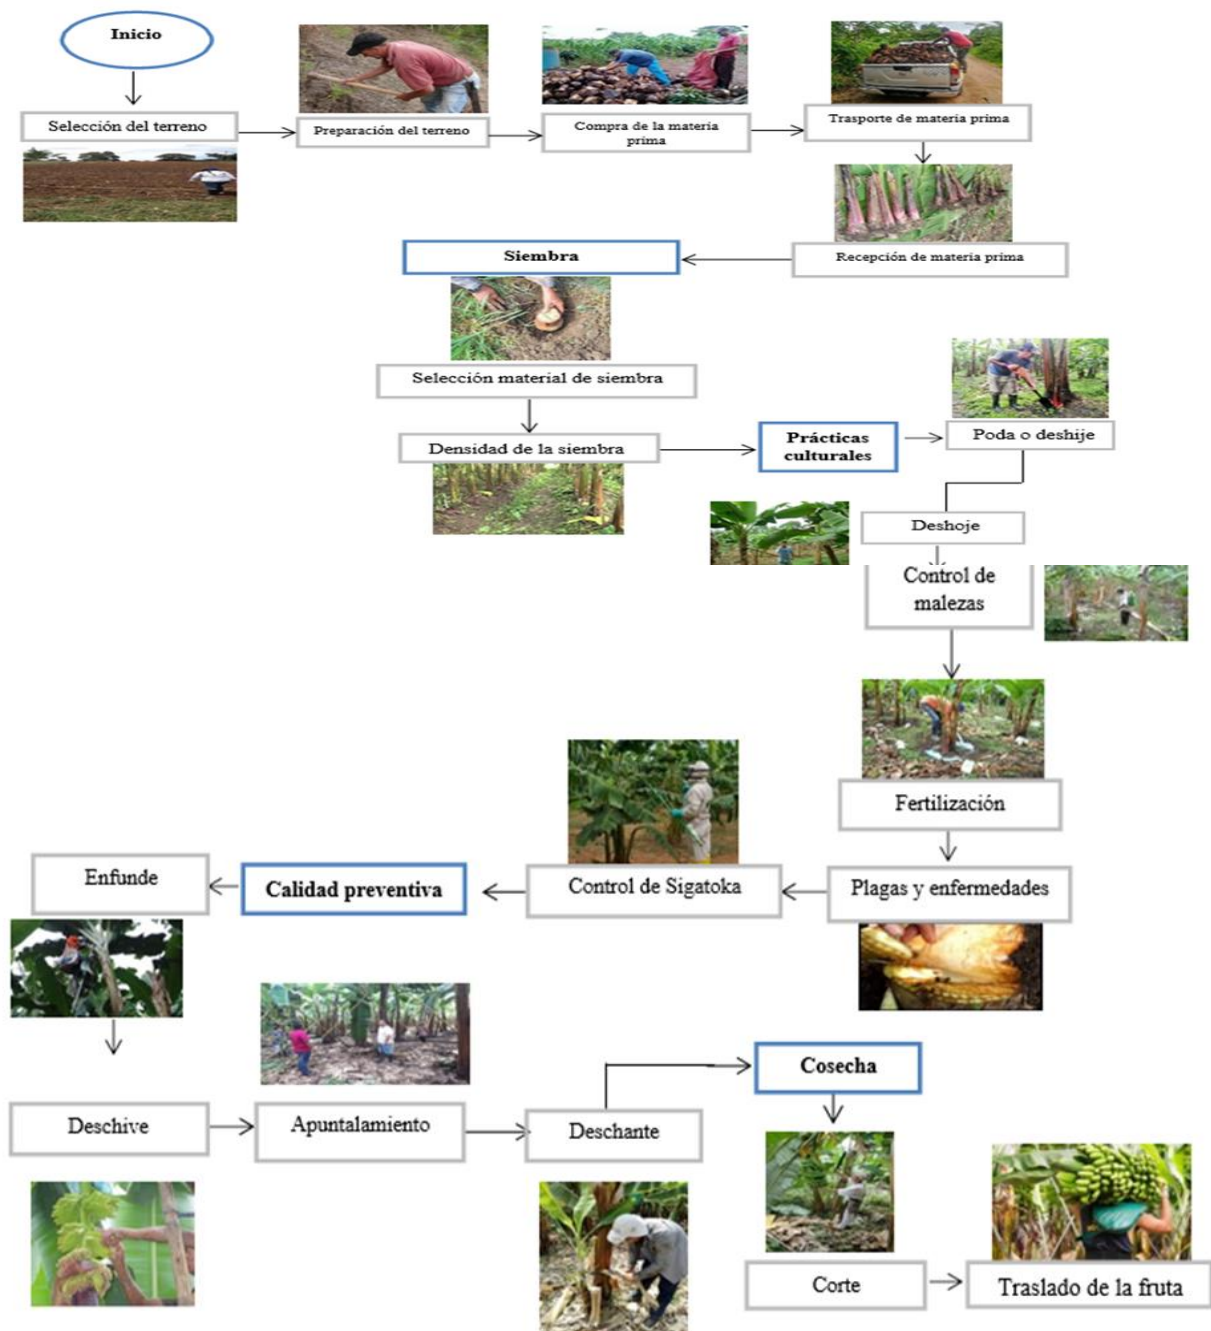 Inicio
Selección del terreno
Preparación del terreno
Compra de la materia
prima
Trasporte de materia prima
Recepción de materia prima
Siembra
Selección material de siembra
Densidad de la siembra
Prácticas
culturales
Poda o deshije
Deshoje
Control de
malezas
Fertilización
Plagas y enfermedades
Control de Sigatoka
Calidad preventiva
Enfunde
Deschive
Apuntalamiento
Deschante
Cosecha
Corte
Traslado de la fruta